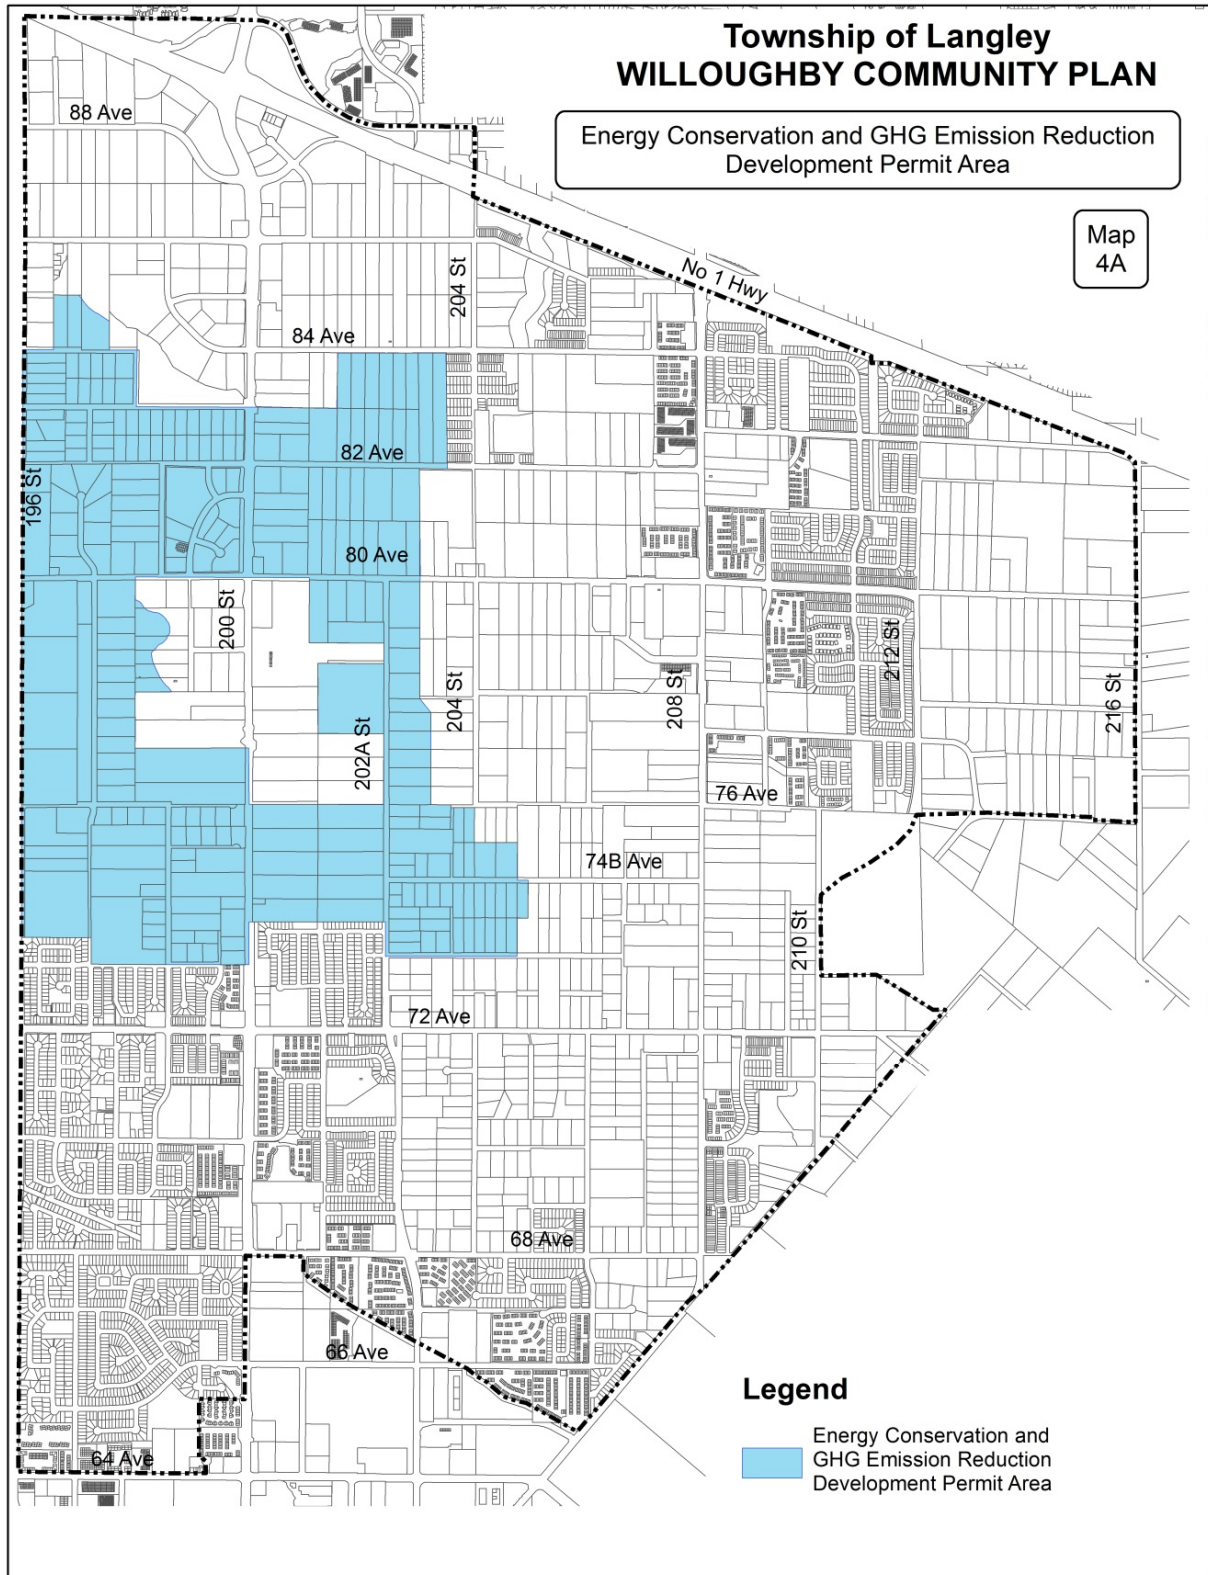 Township of Langley
WILLOUGHBY COMMUNITY PLAN
Energy Conservation and GHG Emission Reduction
Development Permit Area
Map
4A
88 Ave
204 St
No 1 Hwy
84 Ave
82 Ave
196 St
80 Ave
200 St
212 St
204 St
208 St
216 St
202A St
76 Ave
74B Ave
210 St
72 Ave
68 Ave
66 Ave
64 Ave
Legend
Energy Conservation and
GHG Emission Reduction
Development Permit Area